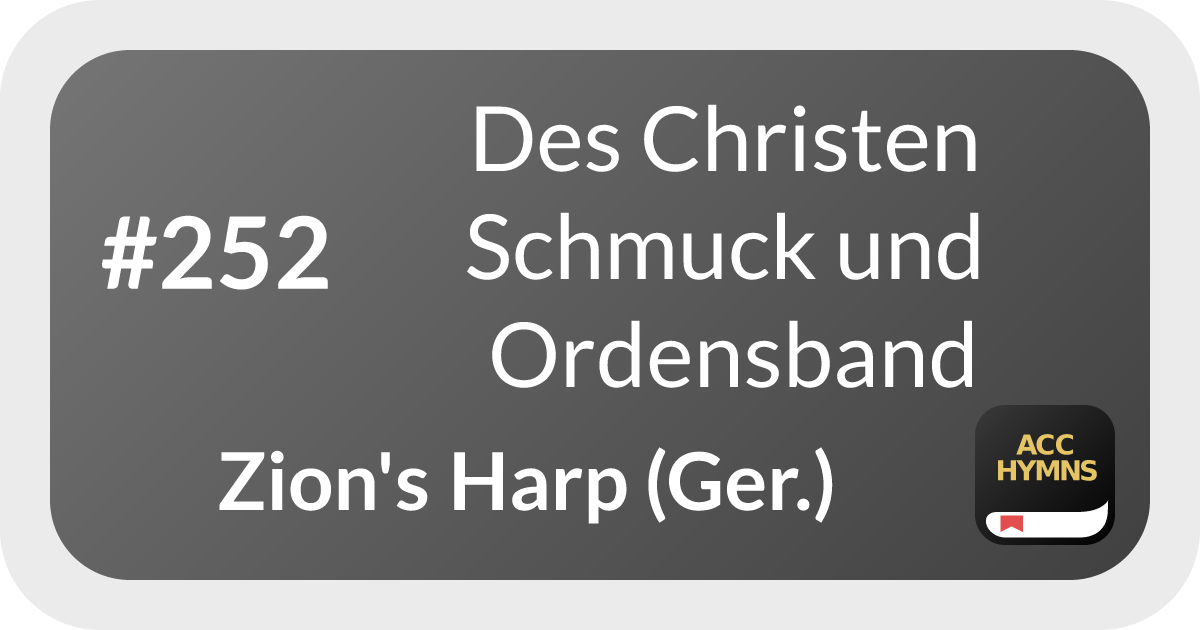 #252
Des Christen
Schmuck und
Ordensband
Zion's Harp (Ger.)
ACC
HYMNS